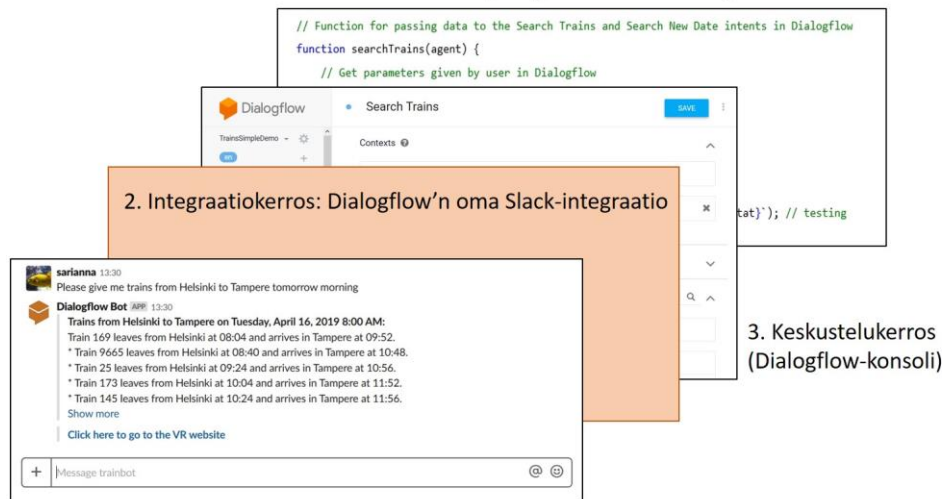 // Function for passing data to the Search Trains and Search New Date intents in Dialogflow
function searchTrains(agent) {
// Get parameters given by user in Dialogflow
Dialogflow
Search Trains
SAVE
TrainsSimpleDemo
en
Contexts
tat}`); // testing
2. Integraatiokerros: Dialogflow’n oma Slack-integraatio
3. Keskustelukerros
(Dialogflow-konsoli)
sarianna 13:30
Please give me trains from Helsinki to Tampere tomorrow morning
Dialogflow Bot APP 13:30
Trains from Helsinki to Tampere on Tuesday, April 16, 2019 8:00 AM:
Train 169 leaves from Helsinki at 08:04 and arrives in Tampere at 09:52.
* Train 9665 leaves from Helsinki at 08:40 and arrives in Tampere at 10:48.
* Train 25 leaves from Helsinki at 09:24 and arrives in Tampere at 10:56.
* Train 173 leaves from Helsinki at 10:04 and arrives in Tampere at 11:52.
* Train 145 leaves from Helsinki at 10:24 and arrives in Tampere at 11:56.
Show more
Click here to go to the VR website
Message trainbot